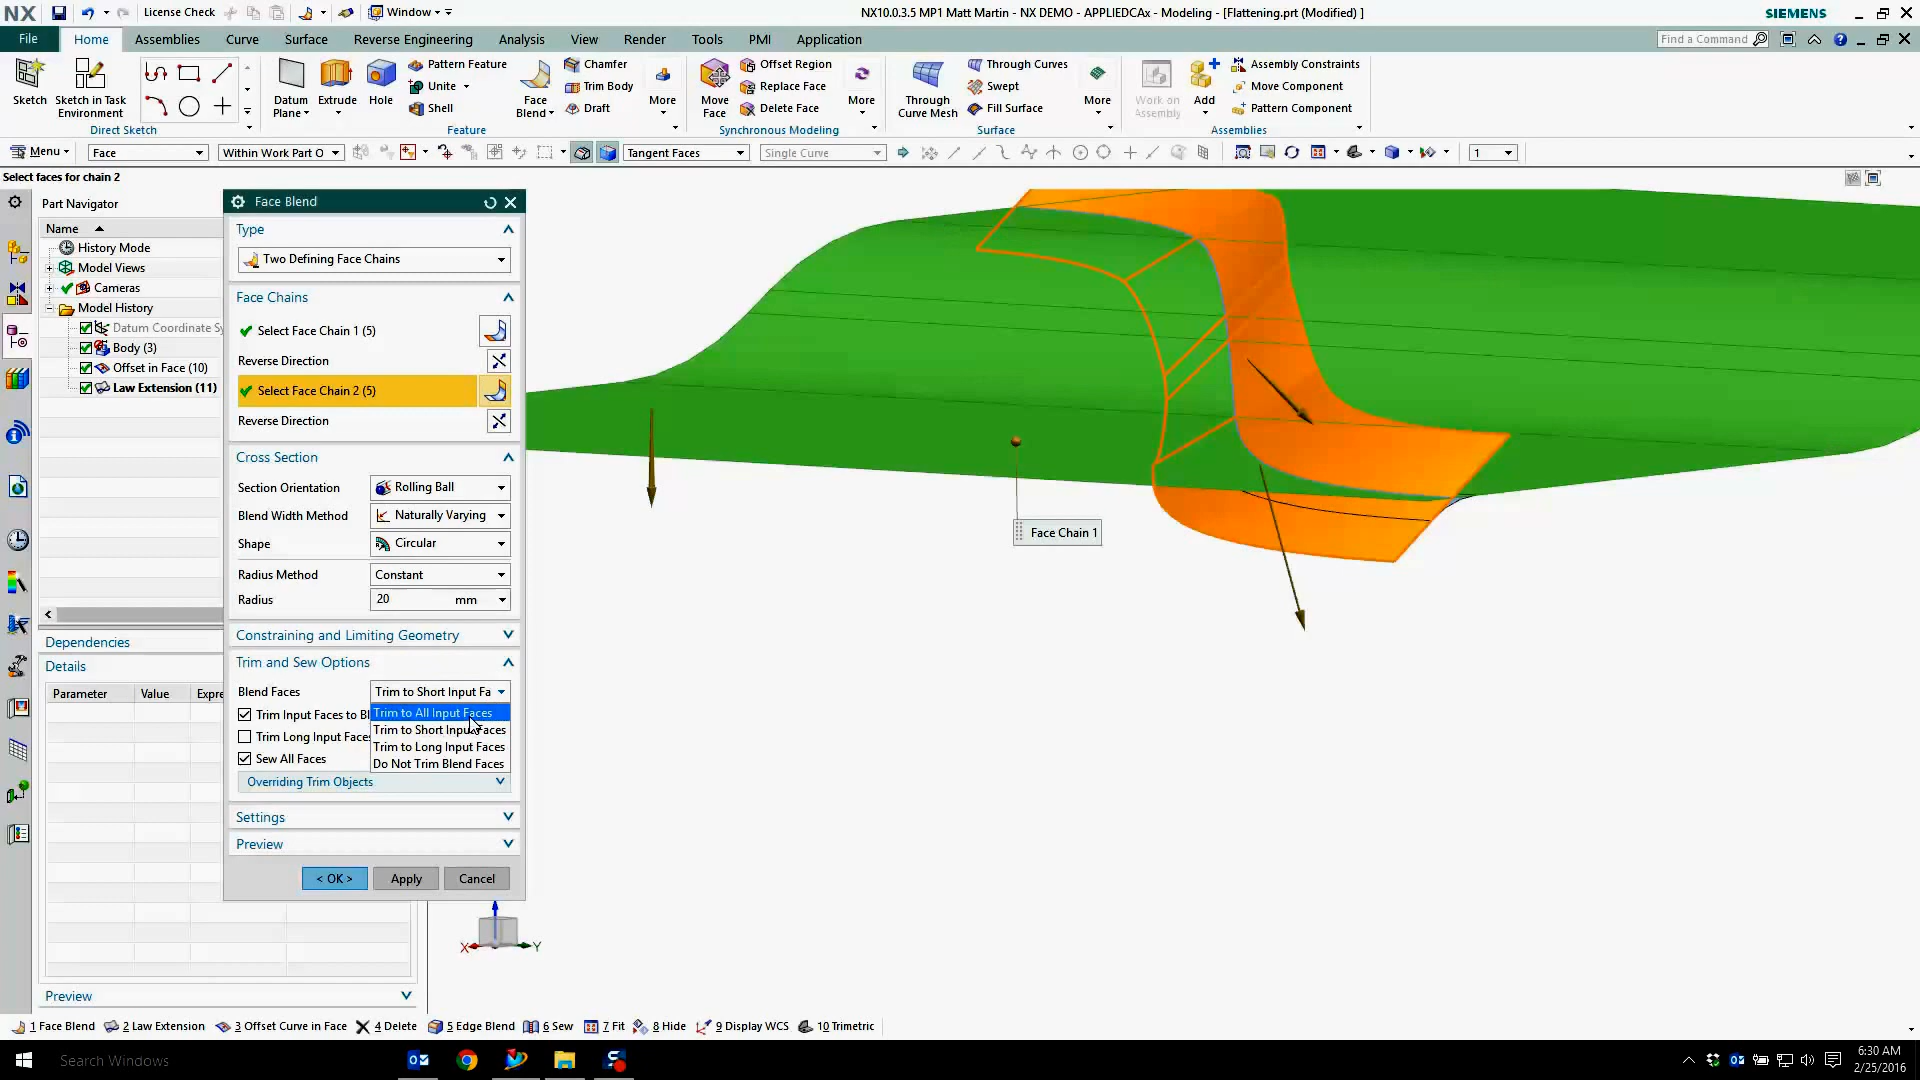 NX
License Check
Window
NX10.0.3.5 MP1 Matt Martin - NX DEMO - APPLIEDCAx - Modeling - [Flattening.prt (Modified) ]
SIEMENS
File
Home
Assemblies
Curve
Surface
Reverse Engineering
Analysis
View
Render
Tools
PMI
Application
Find a Command
Sketch
Sketch in Task
Environment
Direct Sketch
Datum
Plane
Extrude
Hole
Pattern Feature
Unite
Shell
Face
Blend
Chamfer
Trim Body
Draft
More
Feature
Move
Face
Offset Region
Replace Face
Delete Face
More
Synchronous Modeling
Through
Curve Mesh
Through Curves
Swept
Fill Surface
More
Surface
Work on
Assembly
Add
Assembly Constraints
Move Component
Pattern Component
Assemblies
Menu
Face
Within Work Part O
Tangent Faces
Single Curve
1
Select faces for chain 2
Part Navigator
Name
History Mode
Model Views
Cameras
Model History
Datum Coordinate Sy
Body (3)
Offset in Face (10)
Law Extension (11)
Dependencies
Details
Parameter
Value
Expre
Preview
Face Blend
Type
Two Defining Face Chains
Face Chains
Select Face Chain 1 (5)
Reverse Direction
Select Face Chain 2 (5)
Reverse Direction
Cross Section
Section Orientation
Rolling Ball
Blend Width Method
Naturally Varying
Shape
Circular
Radius Method
Constant
Radius
20
mm
Constraining and Limiting Geometry
Trim and Sew Options
Blend Faces
Trim to Short Input Fa
Trim Input Faces to Bl
Trim to All Input Faces
Trim to Short Input Faces
Trim Long Input Faces
Trim to Long Input Faces
Sew All Faces
Do Not Trim Blend Faces
Overriding Trim Objects
Settings
Preview
< OK >
Apply
Cancel
Face Chain 1
X
Y
1 Face Blend
2 Law Extension
3 Offset Curve in Face
4 Delete
5 Edge Blend
6 Sew
7 Fit
8 Hide
9 Display WCS
10 Trimetric
Search Windows
6:30 AM
2/25/2016